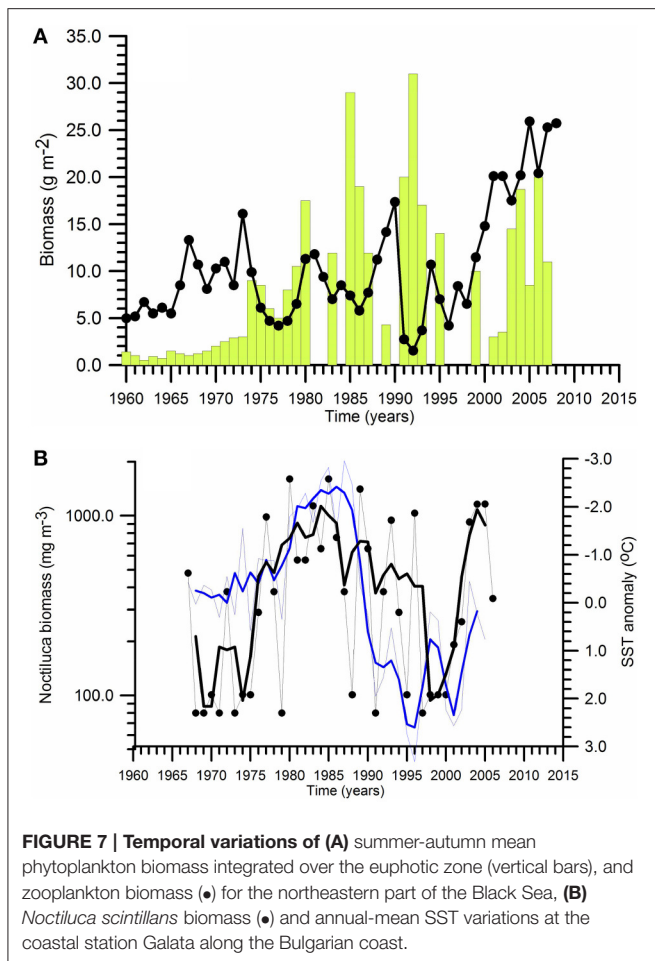 A
35.0
30.0
25.0
20.0
15.0
10.0
5.0
0.0
Biomass (g m-2)
1960 1965 1970 1975 1980 1985 1990 1995 2000 2005 2010 2015
Time (years)
B
1000.0
100.0
Noctiluca biomass (mg m-3)
-3.0
-2.0
-1.0
0.0
1.0
2.0
3.0
SST anomaly (ºC)
1960 1965 1970 1975 1980 1985 1990 1995 2000 2005 2010 2015
Time (years)
FIGURE 7 | Temporal variations of (A) summer-autumn mean
phytoplankton biomass integrated over the euphotic zone (vertical bars), and
zooplankton biomass (●) for the northeastern part of the Black Sea, (B)
Noctiluca scintillans biomass (●) and annual-mean SST variations at the
coastal station Galata along the Bulgarian coast.